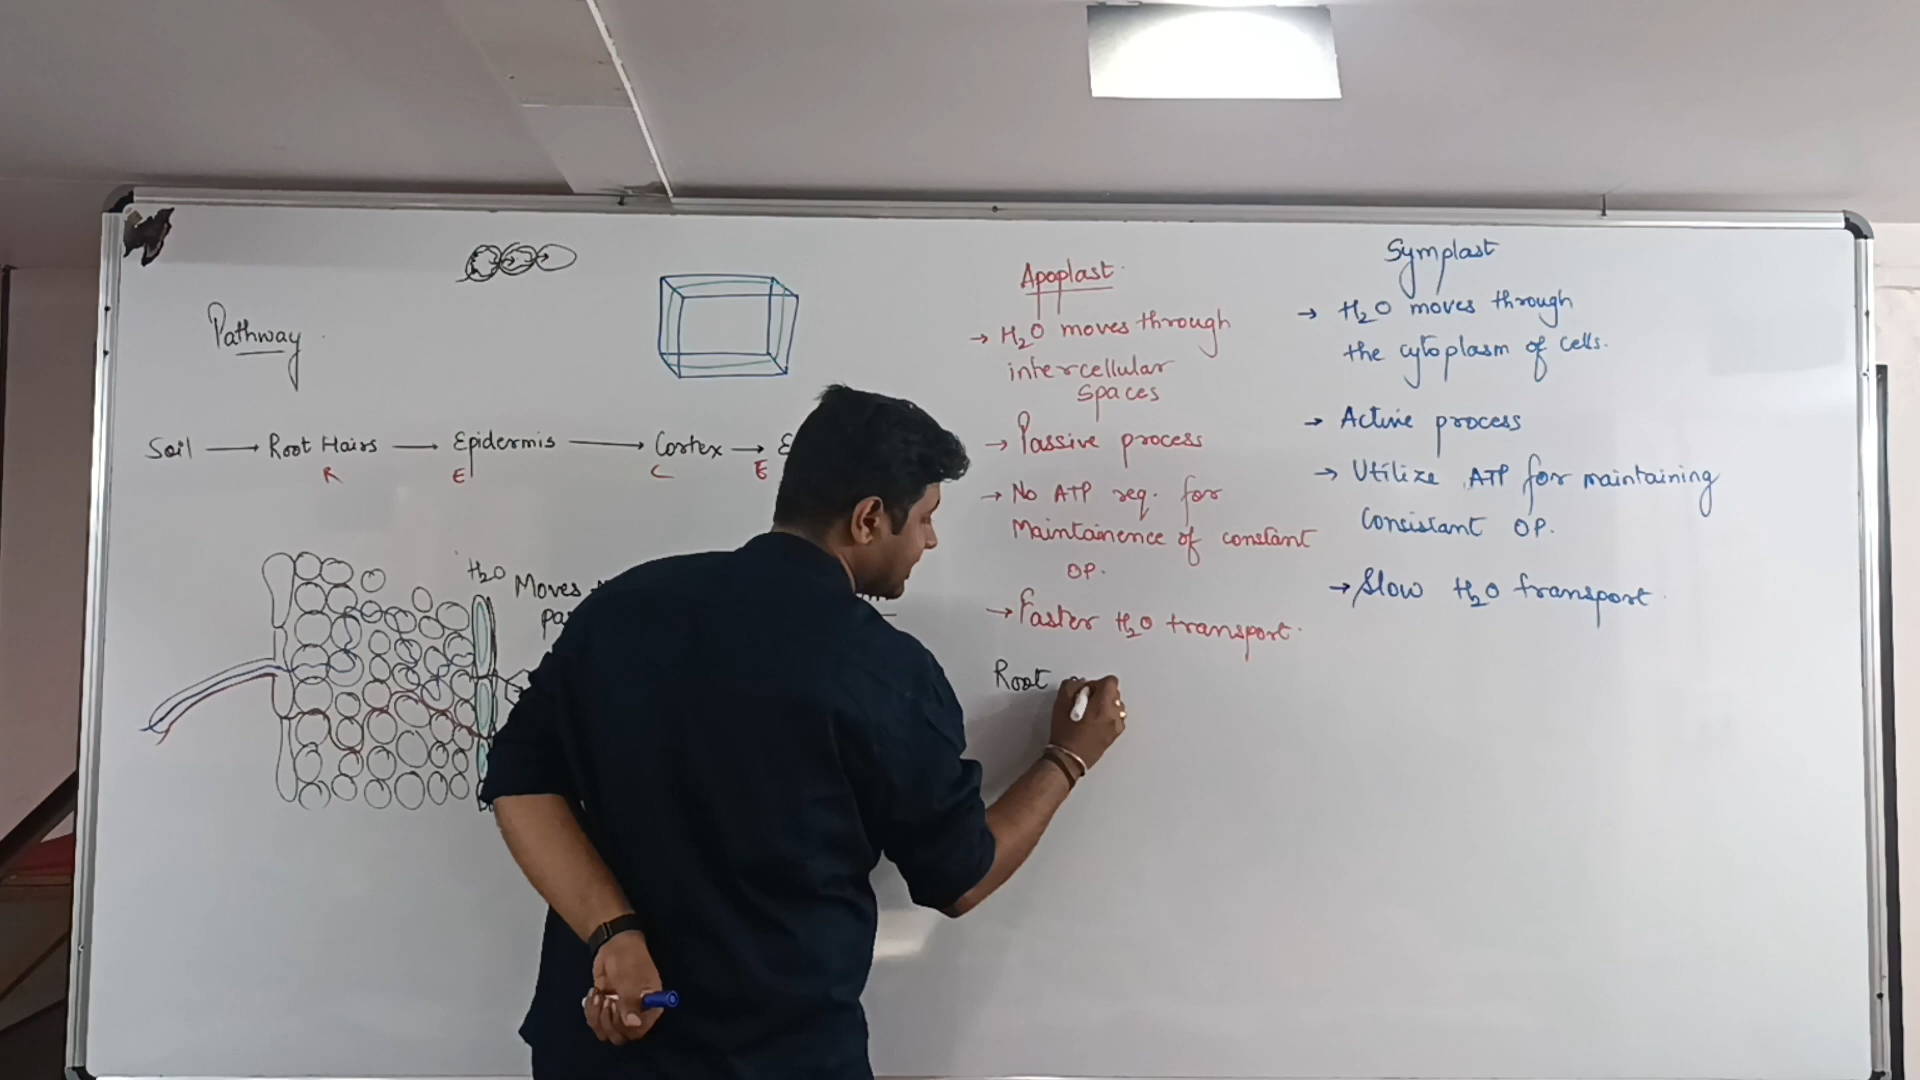 Pathway
Soil → Root Hairs → Epidermis → Cortex → E
R E C E
H2O Moves
Apoplast
→ H2O moves through
intercellular
spaces
→ Passive process
→ No ATP req. for
Maintainence of constant
OP.
→ Faster H2O transport.
Root
Symplast
→ H2O moves through
the cytoplasm of cells.
→ Active process
→ Utilize ATP for maintaining
Consistant OP.
→ Slow H2O transport.